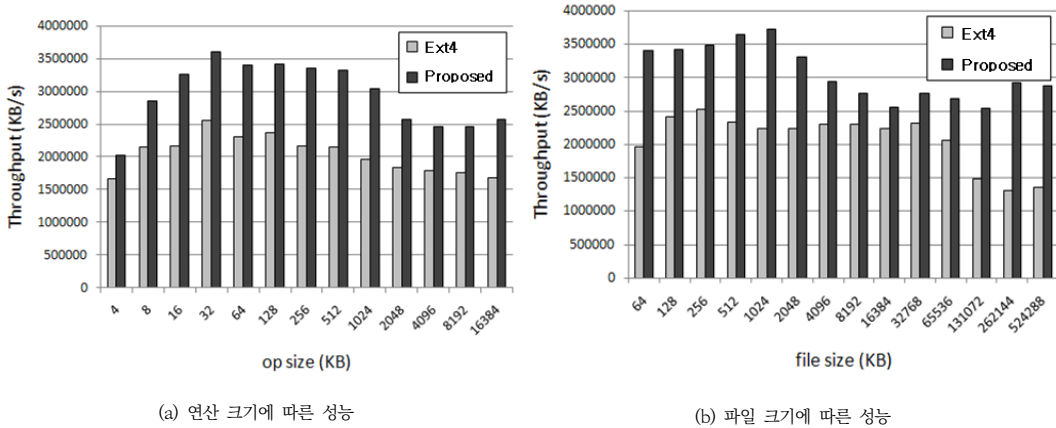 4000000
3500000
3000000
2500000
2000000
1500000
1000000
500000
0
Throughput (KB/s)
Ext4
Proposed
4 8 16 32 64 128 256 512 1024 2048 4096 8192 16384
op size (KB)
(a) 연산 크기에 따른 성능
4000000
3500000
3000000
2500000
2000000
1500000
1000000
500000
0
Throughput (KB/s)
Ext4
Proposed
64 128 256 512 1024 2048 4096 8192 16384 32768 65536 131072 262144 524288
file size (KB)
(b) 파일 크기에 따른 성능